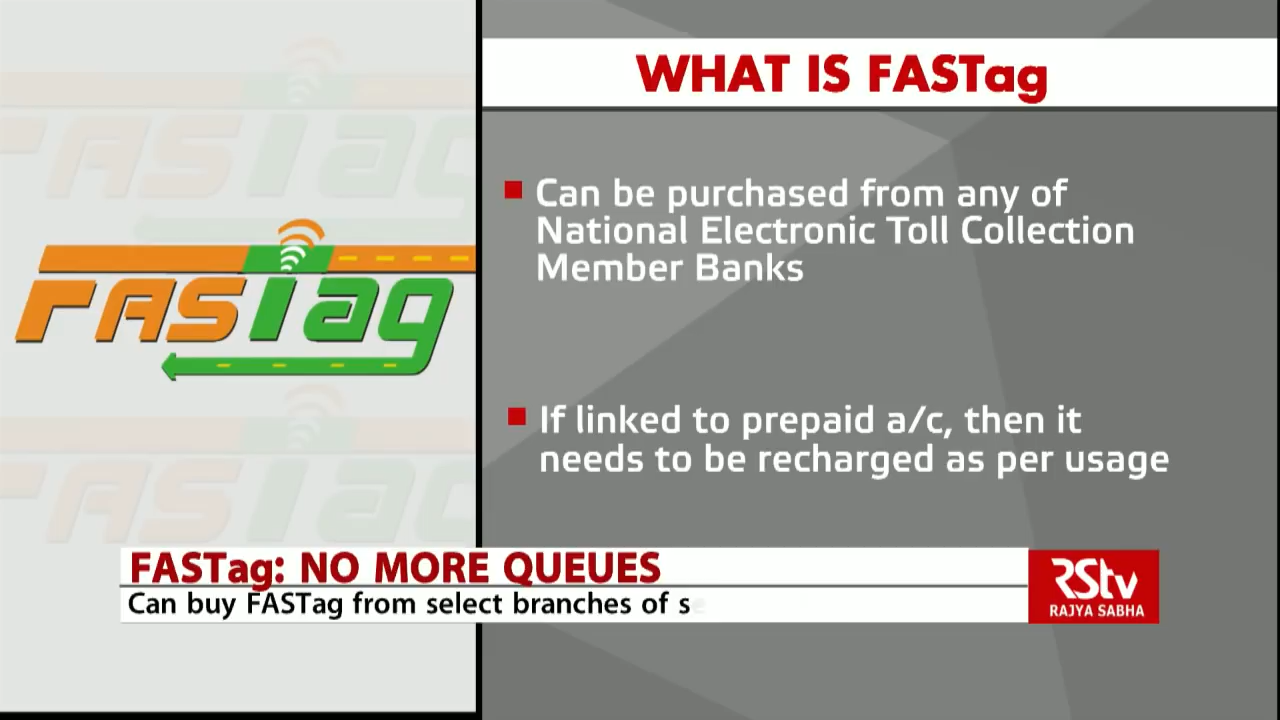 WHAT IS FASTag
FASTag
Can be purchased from any of
National Electronic Toll Collection
Member Banks
If linked to prepaid a/c, then it
needs to be recharged as per usage
FASTag: NO MORE QUEUES
Can buy FASTag from select branches of
RSTV
RAJYA SABHA